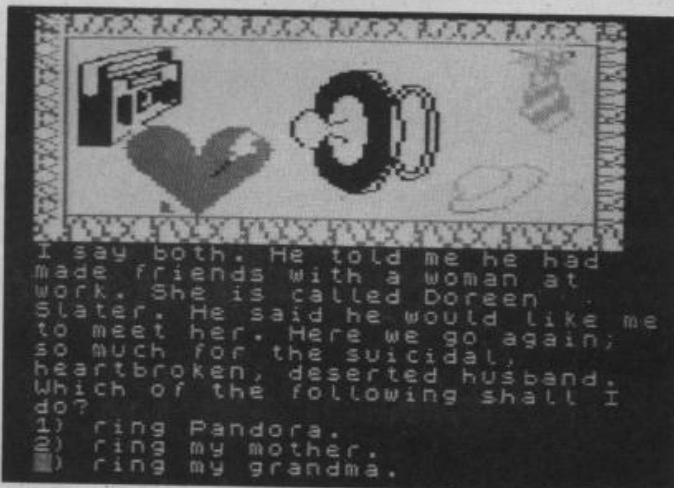 I say both. He told me he had
made friends with a woman at
work. She is called Doreen
Slater. He said he would like me
to meet her. Here we go again;
so much for the suicidal,
heartbroken, deserted husband.
Which of the following shall I
do?
1) ring Pandora.
2) ring my mother.
) ring my grandma.